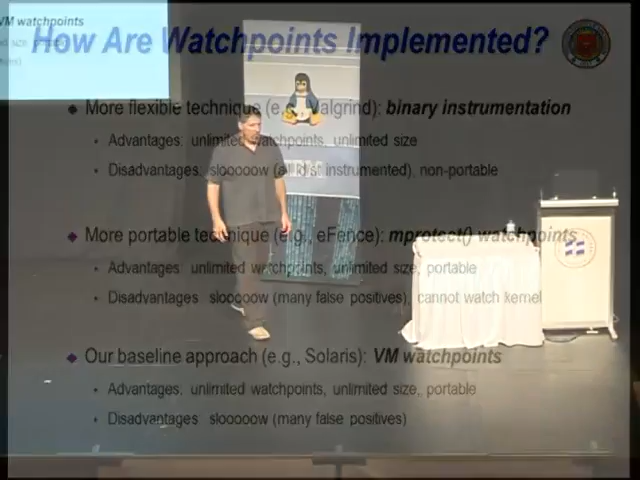 VM watchpoints
How Are Watchpoints Implemented?
More flexible technique (e. algrind): binary instrumentation
Advantages: unlimited watchpoints, unlimited size
Disadvantages: slooooow ( instrumented), non-portable
More portable technique (e.g., eFence): mprotect() watchpoints
Advantages unlimited watchpoints, unlimited size, portable
Disadvantages slooooow (many false positives), cannot watch kernel
Our baseline approach (e.g., Solaris): VM watchpoints
Advantages: unlimited watchpoints, unlimited size, portable
Disadvantages: slooooow (many false positives)